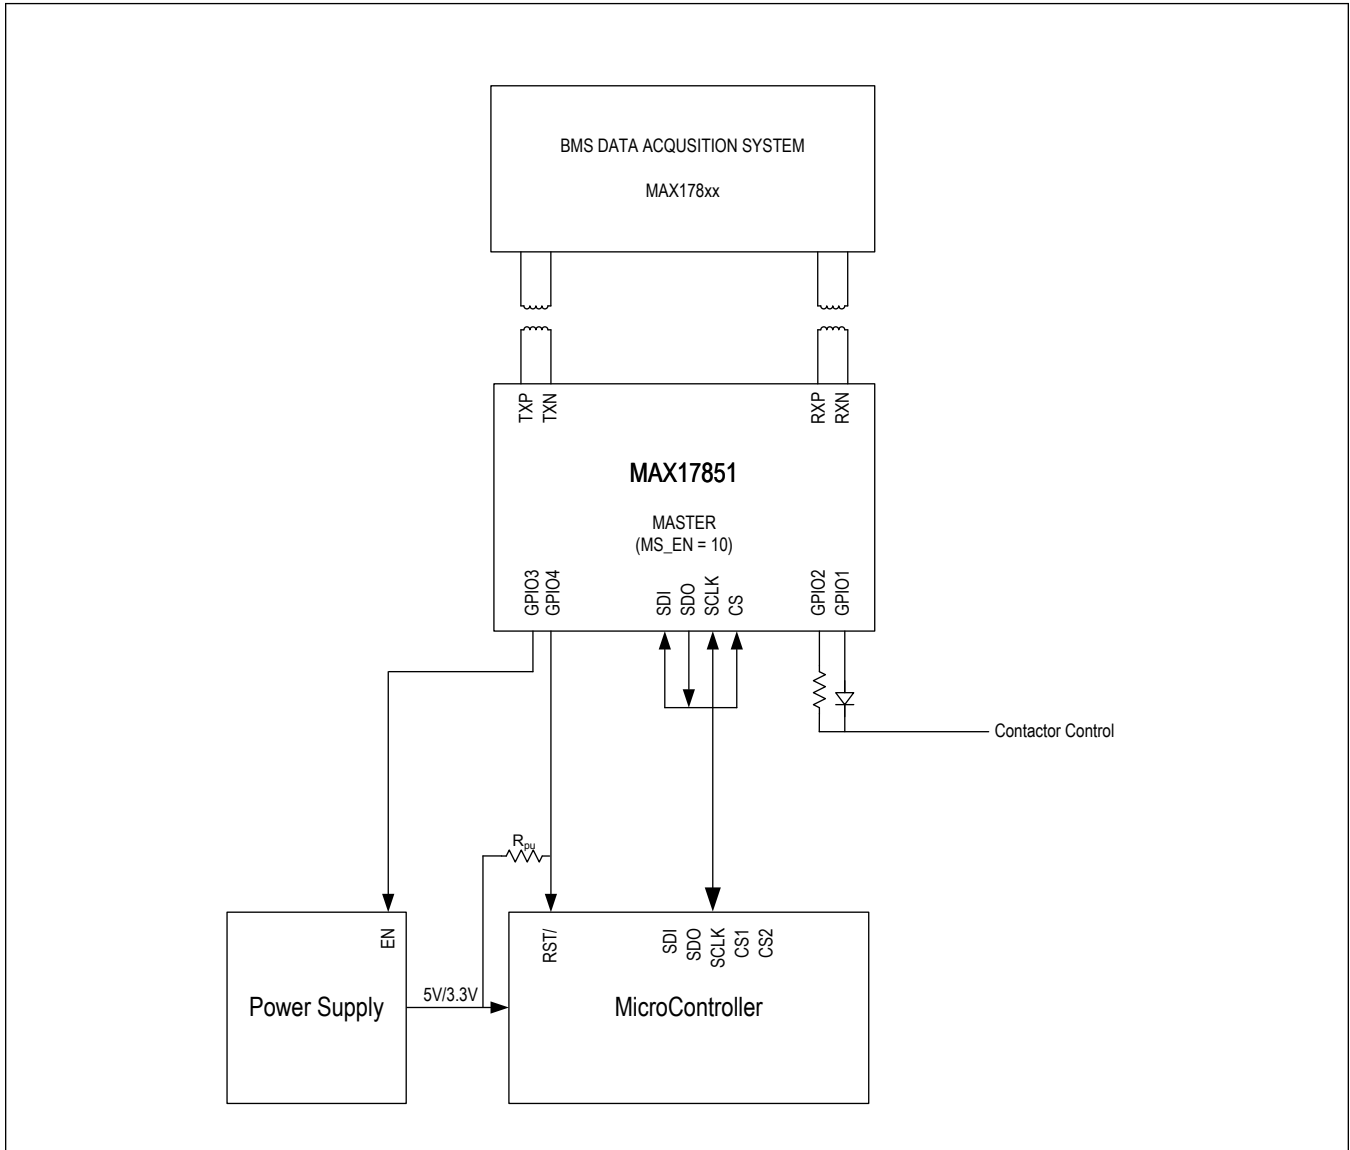 BMS DATA ACQUSITION SYSTEM
MAX178xx
TXP
TXN
RXP
RXN
MAX17851
MASTER
(MS_EN = 10)
GPIO3
GPIO4
SDI
SDO
SCLK
CS
GPIO2
GPIO1
Contactor Control
Rpu
EN
RST/
SDI
SDO
SCLK
CS1
CS2
5V/3.3V
Power Supply
MicroController